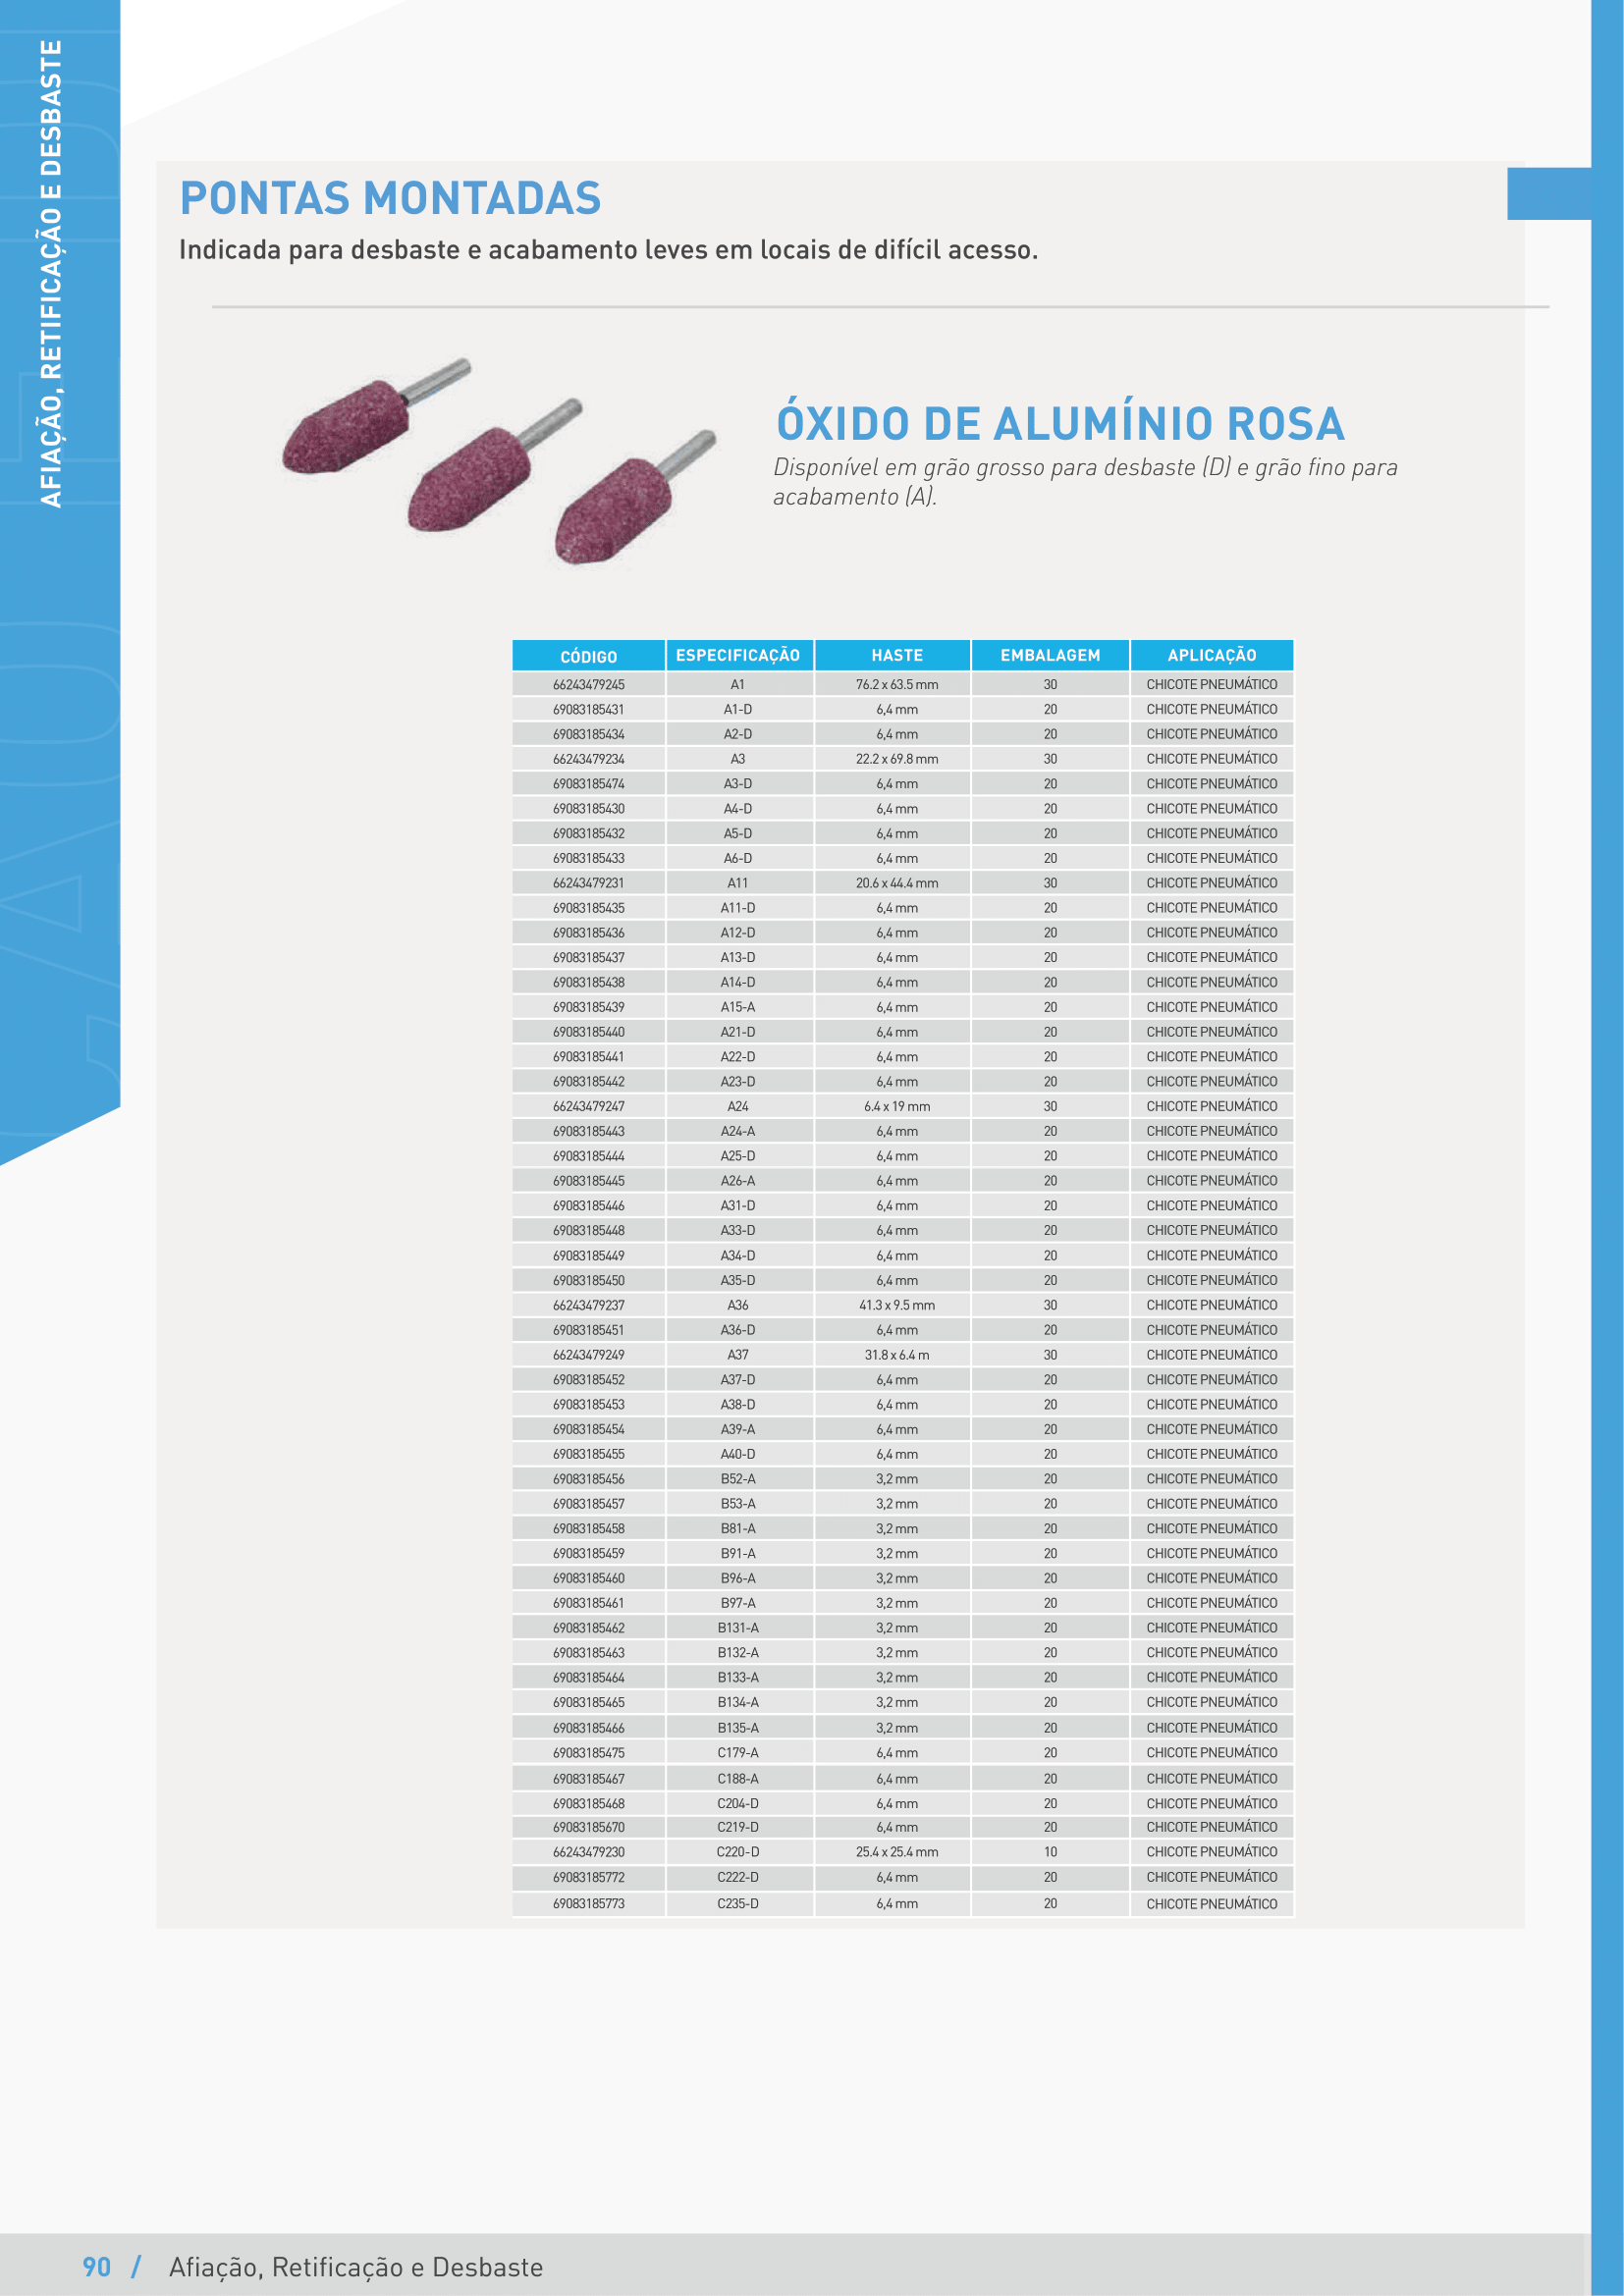 AFIAÇÃO, RETIFICAÇÃO E DESBASTE
PONTAS MONTADAS
Indicada para desbaste e acabamento leves em locais de difícil acesso.
ÓXIDO DE ALUMÍNIO ROSA
Disponível em grão grosso para desbaste (D) e grão fino para
acabamento (A).
CÓDIGO ESPECIFICAÇÃO HASTE EMBALAGEM APLICAÇÃO
66243479245 A1 76.2 x 63.5 mm 30 CHICOTE PNEUMÁTICO
69083185431 A1-D 6,4 mm 20 CHICOTE PNEUMÁTICO
69083185434 A2-D 6,4 mm 20 CHICOTE PNEUMÁTICO
66243479234 A3 22.2 x 69.8 mm 30 CHICOTE PNEUMÁTICO
69083185474 A3-D 6,4 mm 20 CHICOTE PNEUMÁTICO
69083185430 A4-D 6,4 mm 20 CHICOTE PNEUMÁTICO
69083185432 A5-D 6,4 mm 20 CHICOTE PNEUMÁTICO
69083185433 A6-D 6,4 mm 20 CHICOTE PNEUMÁTICO
66243479231 A11 20.6 x 44.4 mm 30 CHICOTE PNEUMÁTICO
69083185435 A11-D 6,4 mm 20 CHICOTE PNEUMÁTICO
69083185436 A12-D 6,4 mm 20 CHICOTE PNEUMÁTICO
69083185437 A13-D 6,4 mm 20 CHICOTE PNEUMÁTICO
69083185438 A14-D 6,4 mm 20 CHICOTE PNEUMÁTICO
69083185439 A15-A 6,4 mm 20 CHICOTE PNEUMÁTICO
69083185440 A21-D 6,4 mm 20 CHICOTE PNEUMÁTICO
69083185441 A22-D 6,4 mm 20 CHICOTE PNEUMÁTICO
69083185442 A23-D 6,4 mm 20 CHICOTE PNEUMÁTICO
66243479247 A24 6.4 x 19 mm 30 CHICOTE PNEUMÁTICO
69083185443 A24-A 6,4 mm 20 CHICOTE PNEUMÁTICO
69083185444 A25-D 6,4 mm 20 CHICOTE PNEUMÁTICO
69083185445 A26-A 6,4 mm 20 CHICOTE PNEUMÁTICO
69083185446 A31-D 6,4 mm 20 CHICOTE PNEUMÁTICO
69083185448 A33-D 6,4 mm 20 CHICOTE PNEUMÁTICO
69083185449 A34-D 6,4 mm 20 CHICOTE PNEUMÁTICO
69083185450 A35-D 6,4 mm 20 CHICOTE PNEUMÁTICO
66243479237 A36 41.3 x 9.5 mm 30 CHICOTE PNEUMÁTICO
69083185451 A36-D 6,4 mm 20 CHICOTE PNEUMÁTICO
66243479249 A37 31.8 x 6.4 m 30 CHICOTE PNEUMÁTICO
69083185452 A37-D 6,4 mm 20 CHICOTE PNEUMÁTICO
69083185453 A38-D 6,4 mm 20 CHICOTE PNEUMÁTICO
69083185454 A39-A 6,4 mm 20 CHICOTE PNEUMÁTICO
69083185455 A40-D 6,4 mm 20 CHICOTE PNEUMÁTICO
69083185456 B52-A 3,2 mm 20 CHICOTE PNEUMÁTICO
69083185457 B53-A 3,2 mm 20 CHICOTE PNEUMÁTICO
69083185458 B81-A 3,2 mm 20 CHICOTE PNEUMÁTICO
69083185459 B91-A 3,2 mm 20 CHICOTE PNEUMÁTICO
69083185460 B96-A 3,2 mm 20 CHICOTE PNEUMÁTICO
69083185461 B97-A 3,2 mm 20 CHICOTE PNEUMÁTICO
69083185462 B131-A 3,2 mm 20 CHICOTE PNEUMÁTICO
69083185463 B132-A 3,2 mm 20 CHICOTE PNEUMÁTICO
69083185464 B133-A 3,2 mm 20 CHICOTE PNEUMÁTICO
69083185465 B134-A 3,2 mm 20 CHICOTE PNEUMÁTICO
69083185466 B135-A 3,2 mm 20 CHICOTE PNEUMÁTICO
69083185475 C179-A 6,4 mm 20 CHICOTE PNEUMÁTICO
69083185467 C188-A 6,4 mm 20 CHICOTE PNEUMÁTICO
69083185468 C204-D 6,4 mm 20 CHICOTE PNEUMÁTICO
69083185670 C219-D 6,4 mm 20 CHICOTE PNEUMÁTICO
66243479230 C220-D 25.4 x 25.4 mm 10 CHICOTE PNEUMÁTICO
69083185772 C222-D 6,4 mm 20 CHICOTE PNEUMÁTICO
69083185773 C235-D 6,4 mm 20 CHICOTE PNEUMÁTICO
90 / Afiação, Retificação e Desbaste